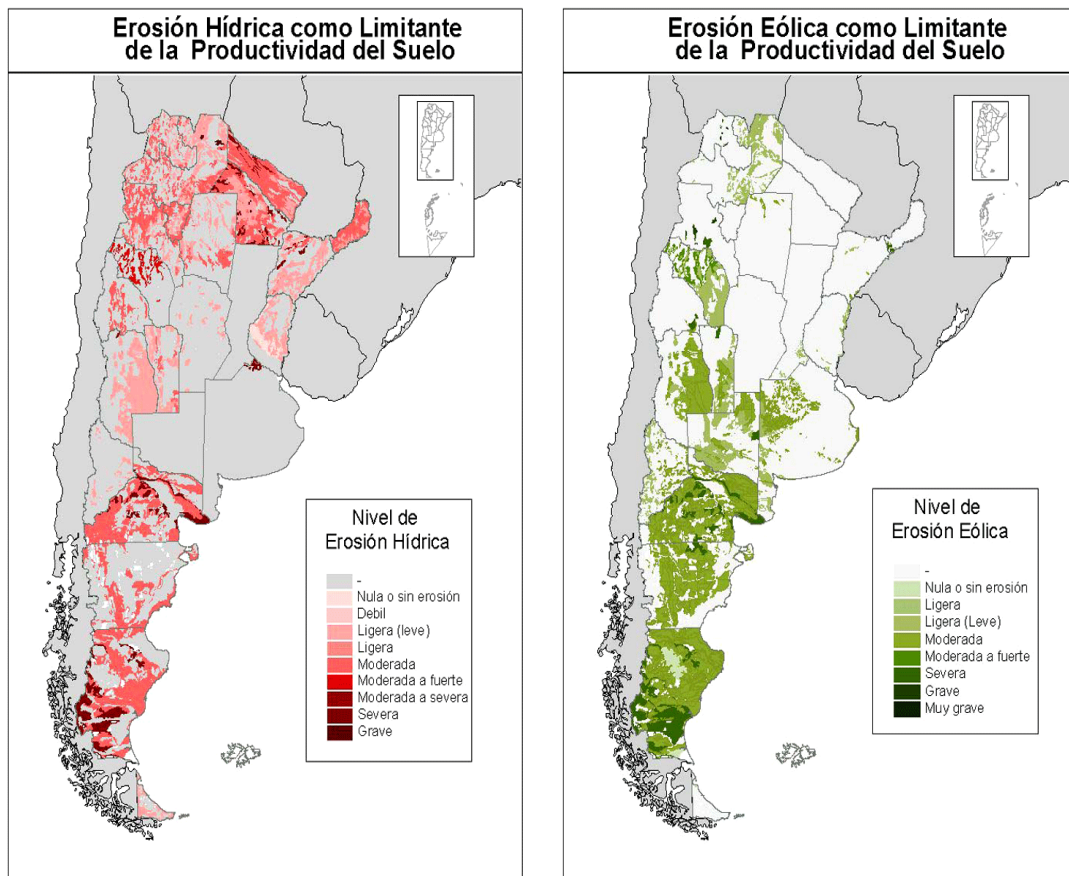 Erosión Hídrica como Limitante
de la Productividad del Suelo
Nivel de
Erosión Hídrica
-
Nula o sin erosión
Debil
Ligera (leve)
Ligera
Moderada
Moderada a fuerte
Moderada a severa
Severa
Grave
Erosión Eólica como Limitante
de la Productividad del Suelo
Nivel de
Erosión Eólica
-
Nula o sin erosión
Ligera
Ligera (Leve)
Moderada
Moderada a fuerte
Severa
Grave
Muy grave